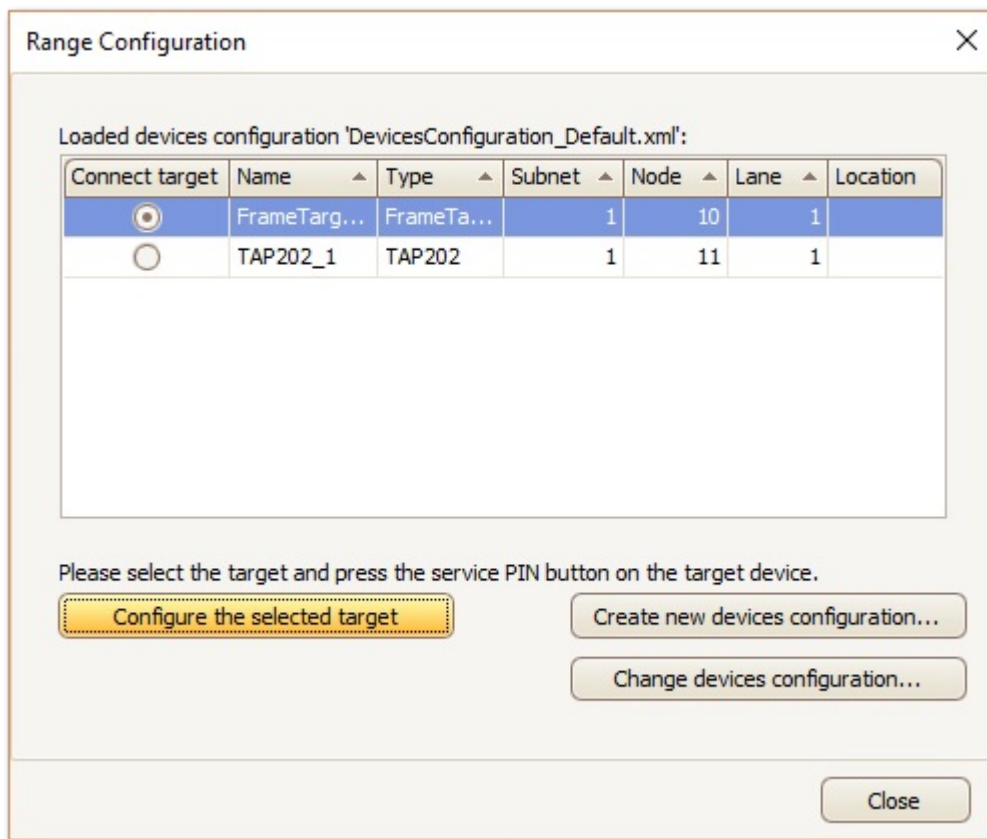 Range Configuration
Loaded devices configuration 'DevicesConfiguration_Default.xml':
Connect target Name Type Subnet Node Lane Location
FrameTarg... FrameTa... 1 10 1
TAP202_1 TAP202 1 11 1
Please select the target and press the service PIN button on the target device.
Configure the selected target Create new devices configuration...
Change devices configuration...
Close